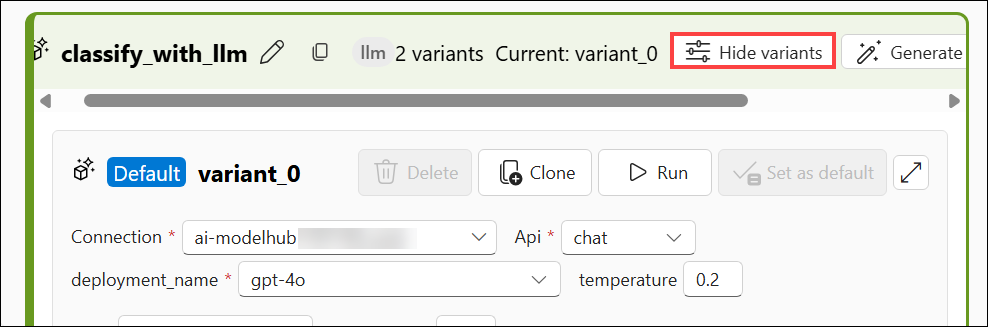 classify_with_llm llm 2 variants Current: variant_0 Hide variants Generate
Default variant_0 Delete Clone Run Set as default
Connection * ai-modelhub Api * chat
deployment_name * gpt-4o temperature 0.2